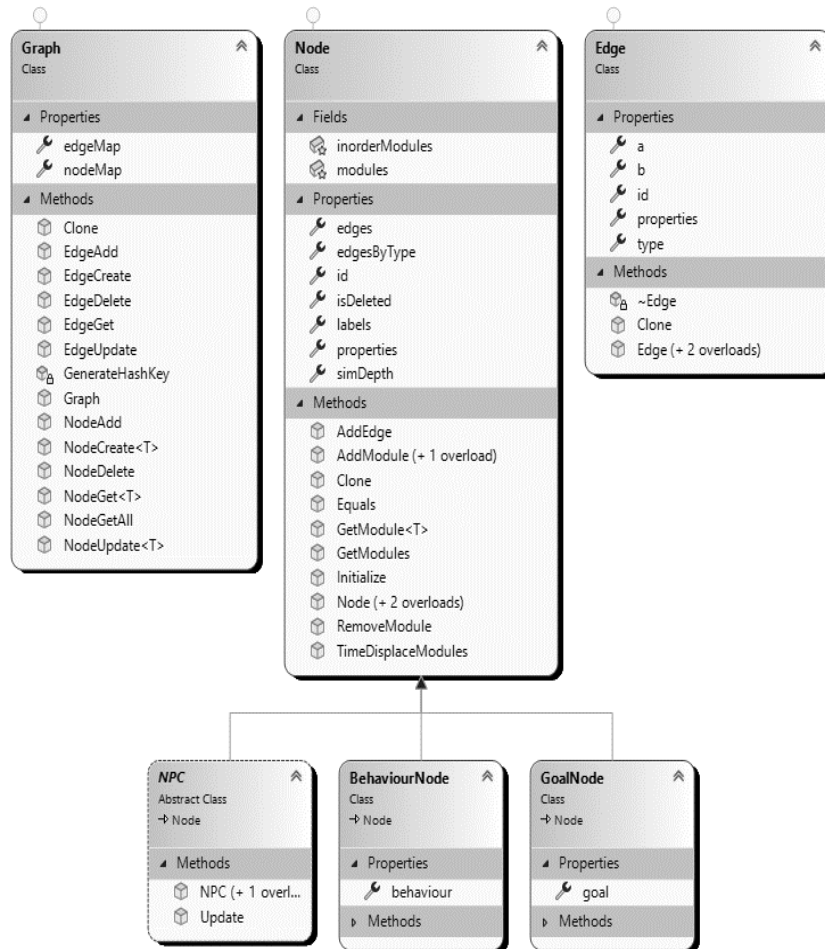 Graph
Class
Properties
edgeMap
nodeMap
Methods
Clone
EdgeAdd
EdgeCreate
EdgeDelete
EdgeGet
EdgeUpdate
GenerateHashKey
Graph
NodeAdd
NodeCreate<T>
NodeDelete
NodeGet<T>
NodeGetAll
NodeUpdate<T>
Node
Class
Fields
inorderModules
modules
Properties
edges
edgesByType
id
isDeleted
labels
properties
simDepth
Methods
AddEdge
AddModule (+ 1 overload)
Clone
Equals
GetModule<T>
GetModules
Initialize
Node (+ 2 overloads)
RemoveModule
TimeDisplaceModules
Edge
Class
Properties
a
b
id
properties
type
Methods
~Edge
Clone
Edge (+ 2 overloads)
NPC
Abstract Class
Node
Methods
NPC (+ 1 overl...
Update
BehaviourNode
Class
Node
Properties
behaviour
Methods
GoalNode
Class
Node
Properties
goal
Methods